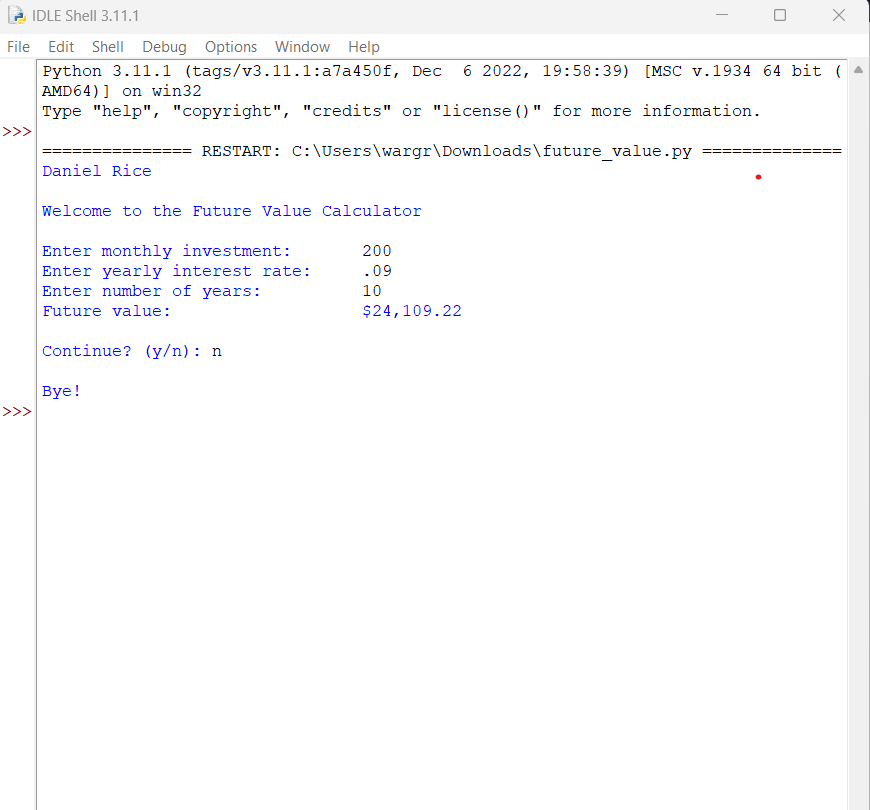 IDLE Shell 3.11.1
File Edit Shell Debug Options Window Help
Python 3.11.1 (tags/v3.11.1:a7a450f, Dec  6 2022, 19:58:39) [MSC v.1934 64 bit (
AMD64)] on win32
Type "help", "copyright", "credits" or "license()" for more information.
>>>
=============== RESTART: C:\Users\wargr\Downloads\future_value.py ==============
Daniel Rice
Welcome to the Future Value Calculator
Enter monthly investment:       200
Enter yearly interest rate:     .09
Enter number of years:          10
Future value:                   $24,109.22
Continue? (y/n): n
Bye!
>>>